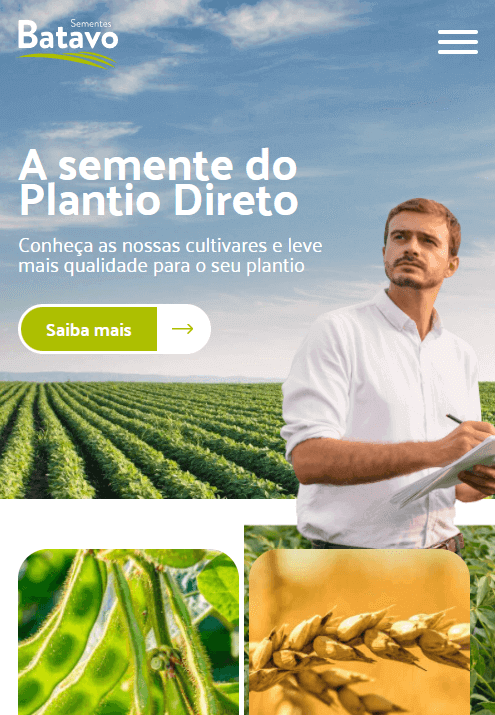 Sementes
Batavo
A semente do
Plantio Direto
Conheça as nossas cultivares e leve
mais qualidade para o seu plantio
Saiba mais